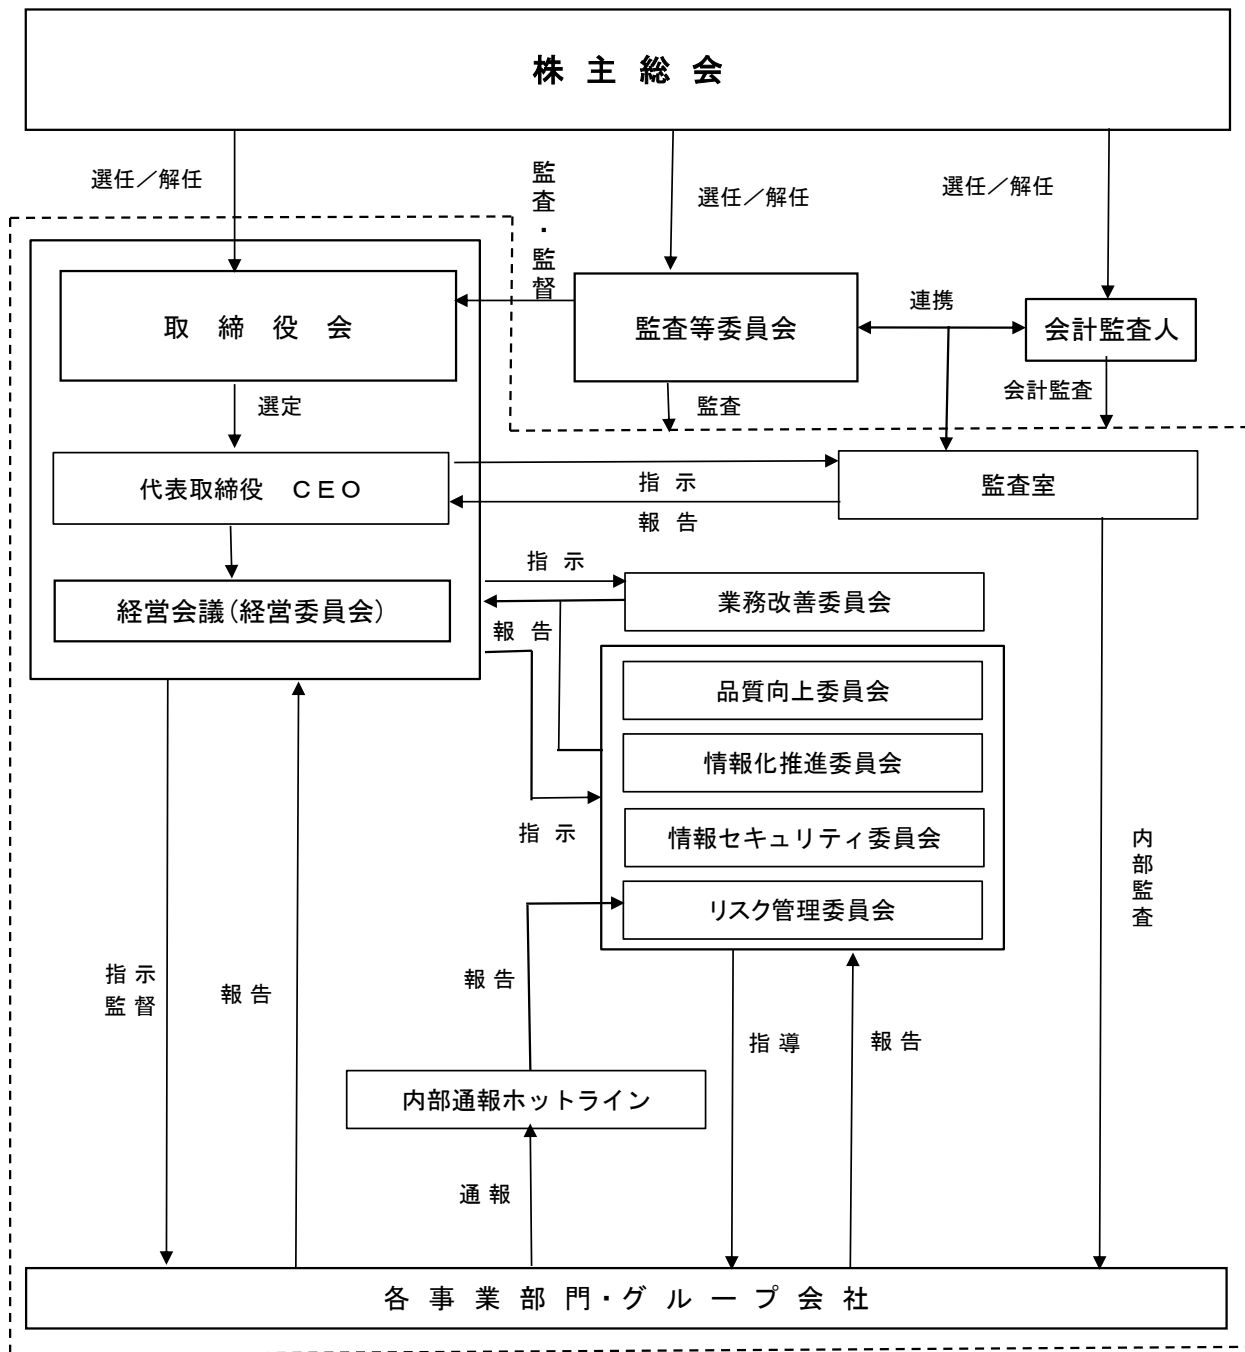 株主総会
選任／解任
監査・監督
選任／解任
選任／解任
取締役会
監査等委員会
連携
会計監査人
選定
監査
会計監査
代表取締役　ＣＥＯ
指示
報告
監査室
経営会議（経営委員会）
指示
報告
業務改善委員会
品質向上委員会
情報化推進委員会
情報セキュリティ委員会
リスク管理委員会
指示
内部監査
指示
監督
報告
報告
指導
報告
内部通報ホットライン
通報
各事業部門・グループ会社